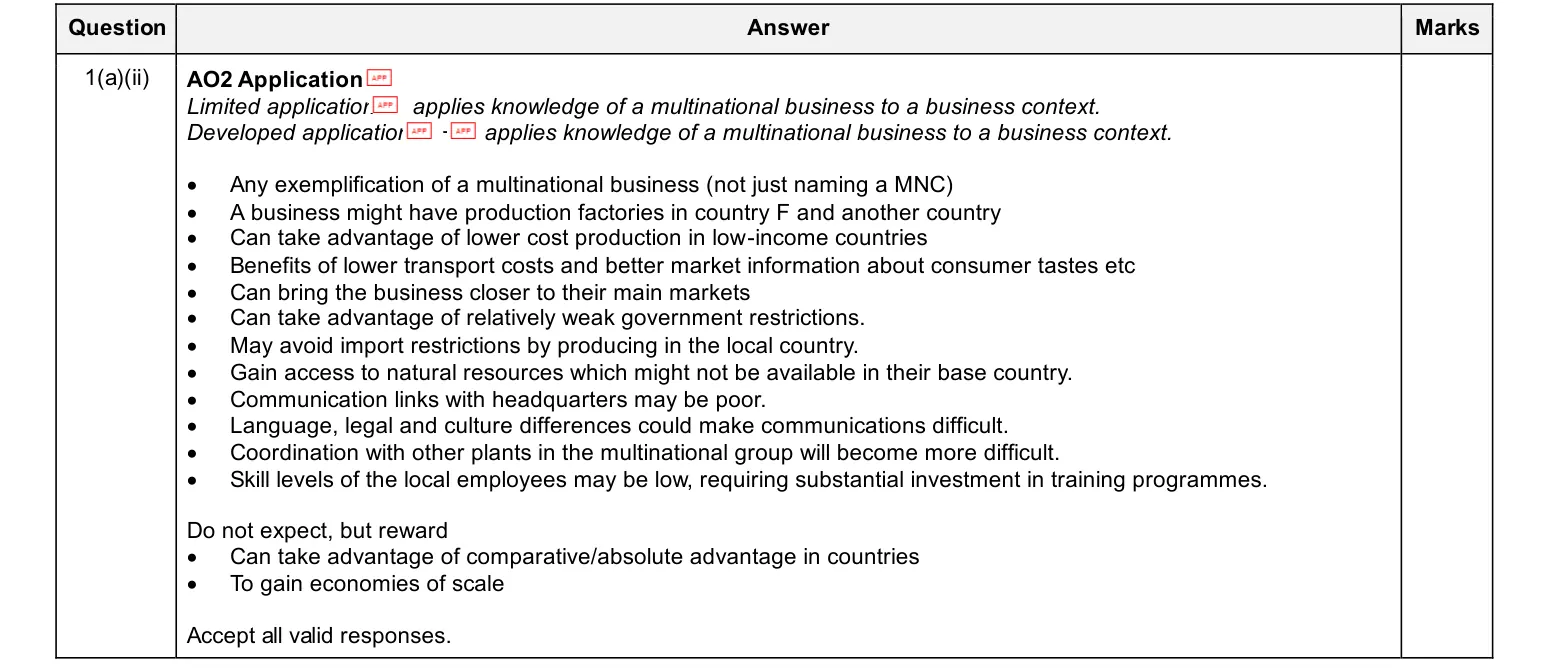 Question Answer Marks
1(a)(ii)
AO2 Application APP
Limited application APP applies knowledge of a multinational business to a business context.
Developed application APP - APP applies knowledge of a multinational business to a business context.
• Any exemplification of a multinational business (not just naming a MNC)
• A business might have production factories in country F and another country
• Can take advantage of lower cost production in low-income countries
• Benefits of lower transport costs and better market information about consumer tastes etc
• Can bring the business closer to their main markets
• Can take advantage of relatively weak government restrictions.
• May avoid import restrictions by producing in the local country.
• Gain access to natural resources which might not be available in their base country.
• Communication links with headquarters may be poor.
• Language, legal and culture differences could make communications difficult.
• Coordination with other plants in the multinational group will become more difficult.
• Skill levels of the local employees may be low, requiring substantial investment in training programmes.
Do not expect, but reward
• Can take advantage of comparative/absolute advantage in countries
• To gain economies of scale
Accept all valid responses.